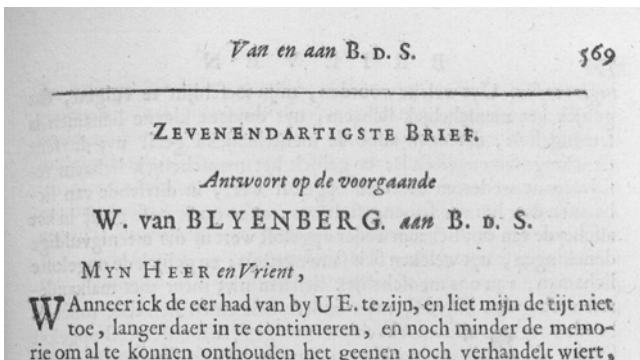 Van en aan B. D. S. 569
ZEVENENDARTIGSTE BRIEF.
Antwoort op de voorgaande
W. van BLYENBERG aan B. D. S.
MYN HEER en Vrient,
WAnneer ick de eer had van by UE. te zijn, en liet mijn de tijt niet
toe, langer daer in te continueren, en noch minder de memo-
rie om al te konnen onthouden het geenen noch verhandelt wiert,